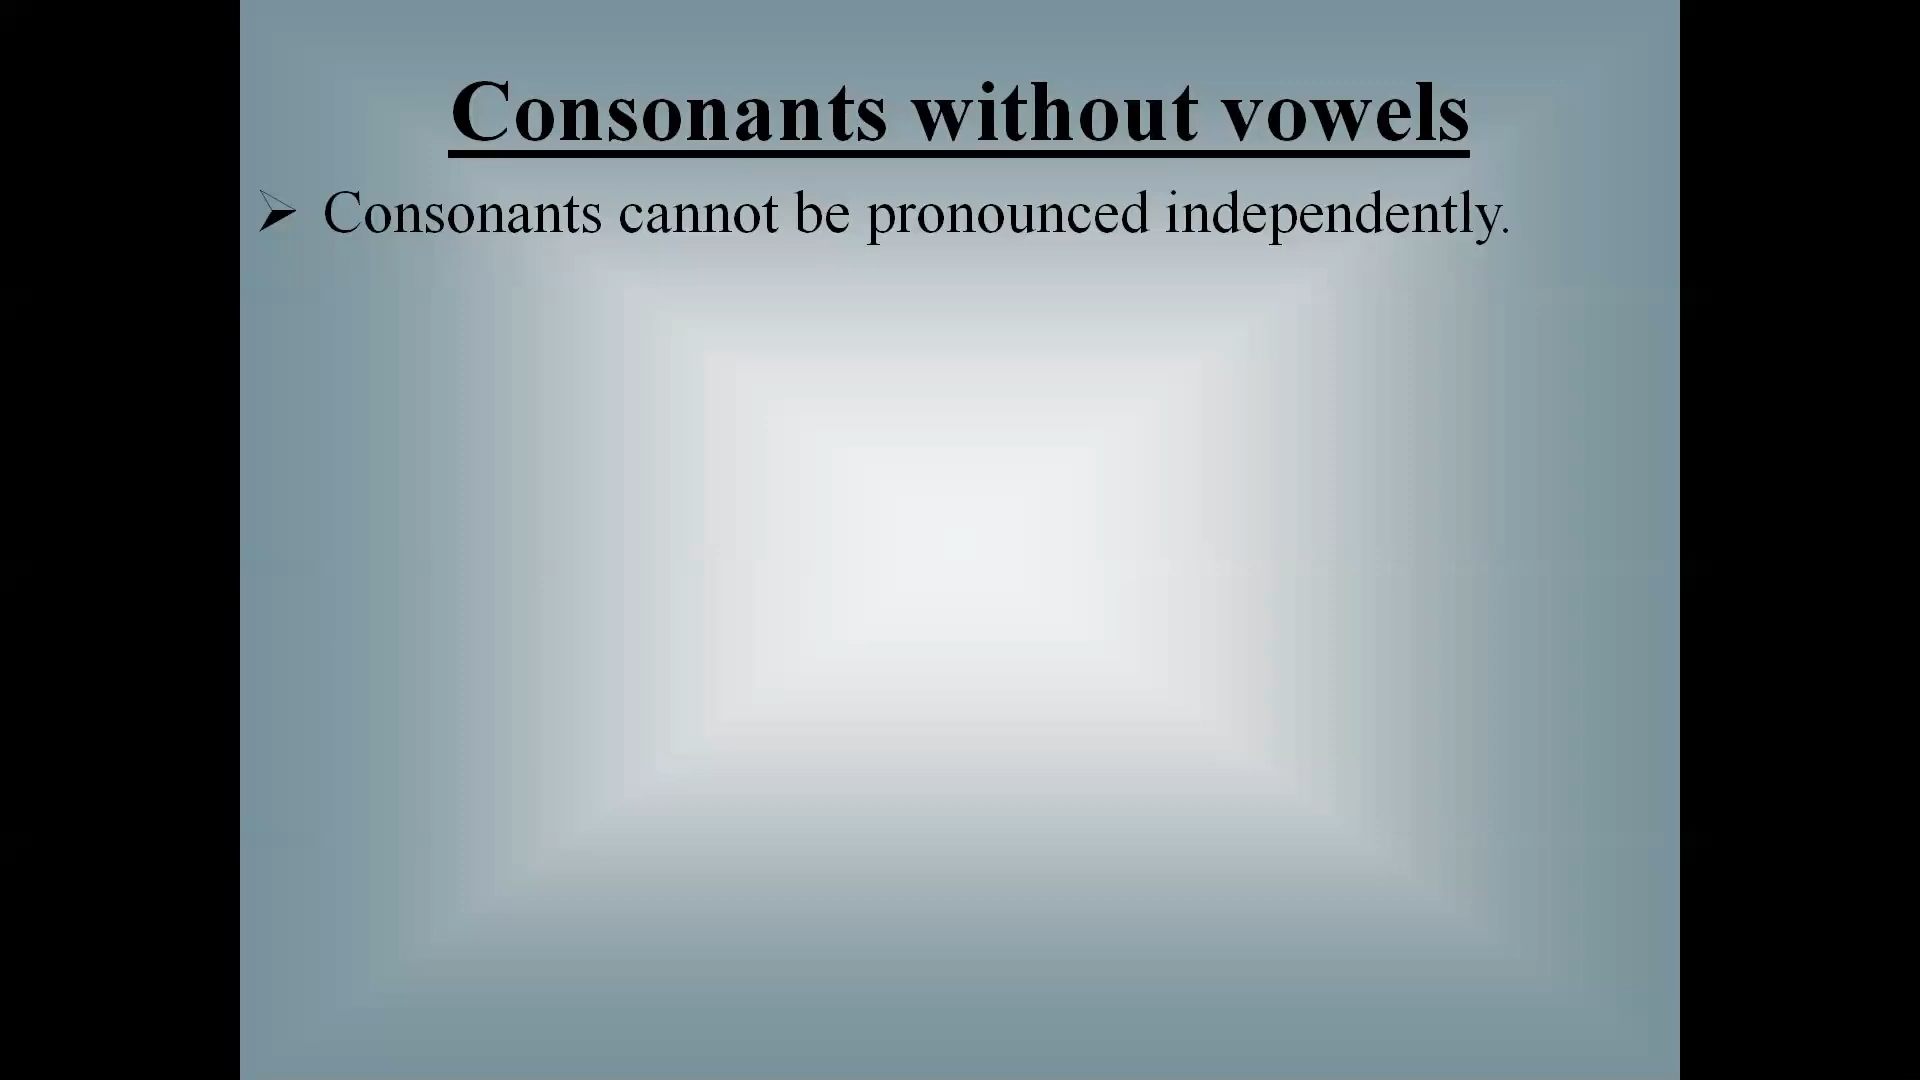 Consonants without vowels
➢ Consonants cannot be pronounced independently.